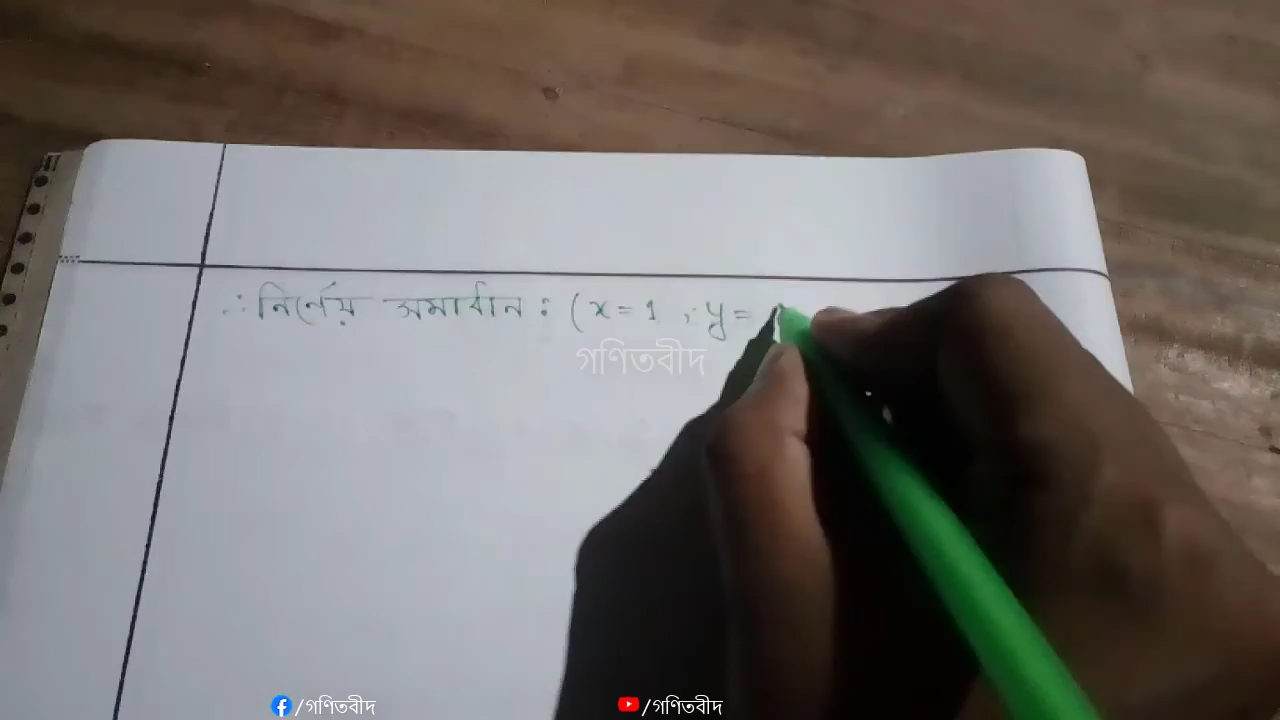 ∴ নির্নেয় সমাধান : (x = 1 , y =
গণিতবীদ
/গণিতবীদ /গণিতবীদ